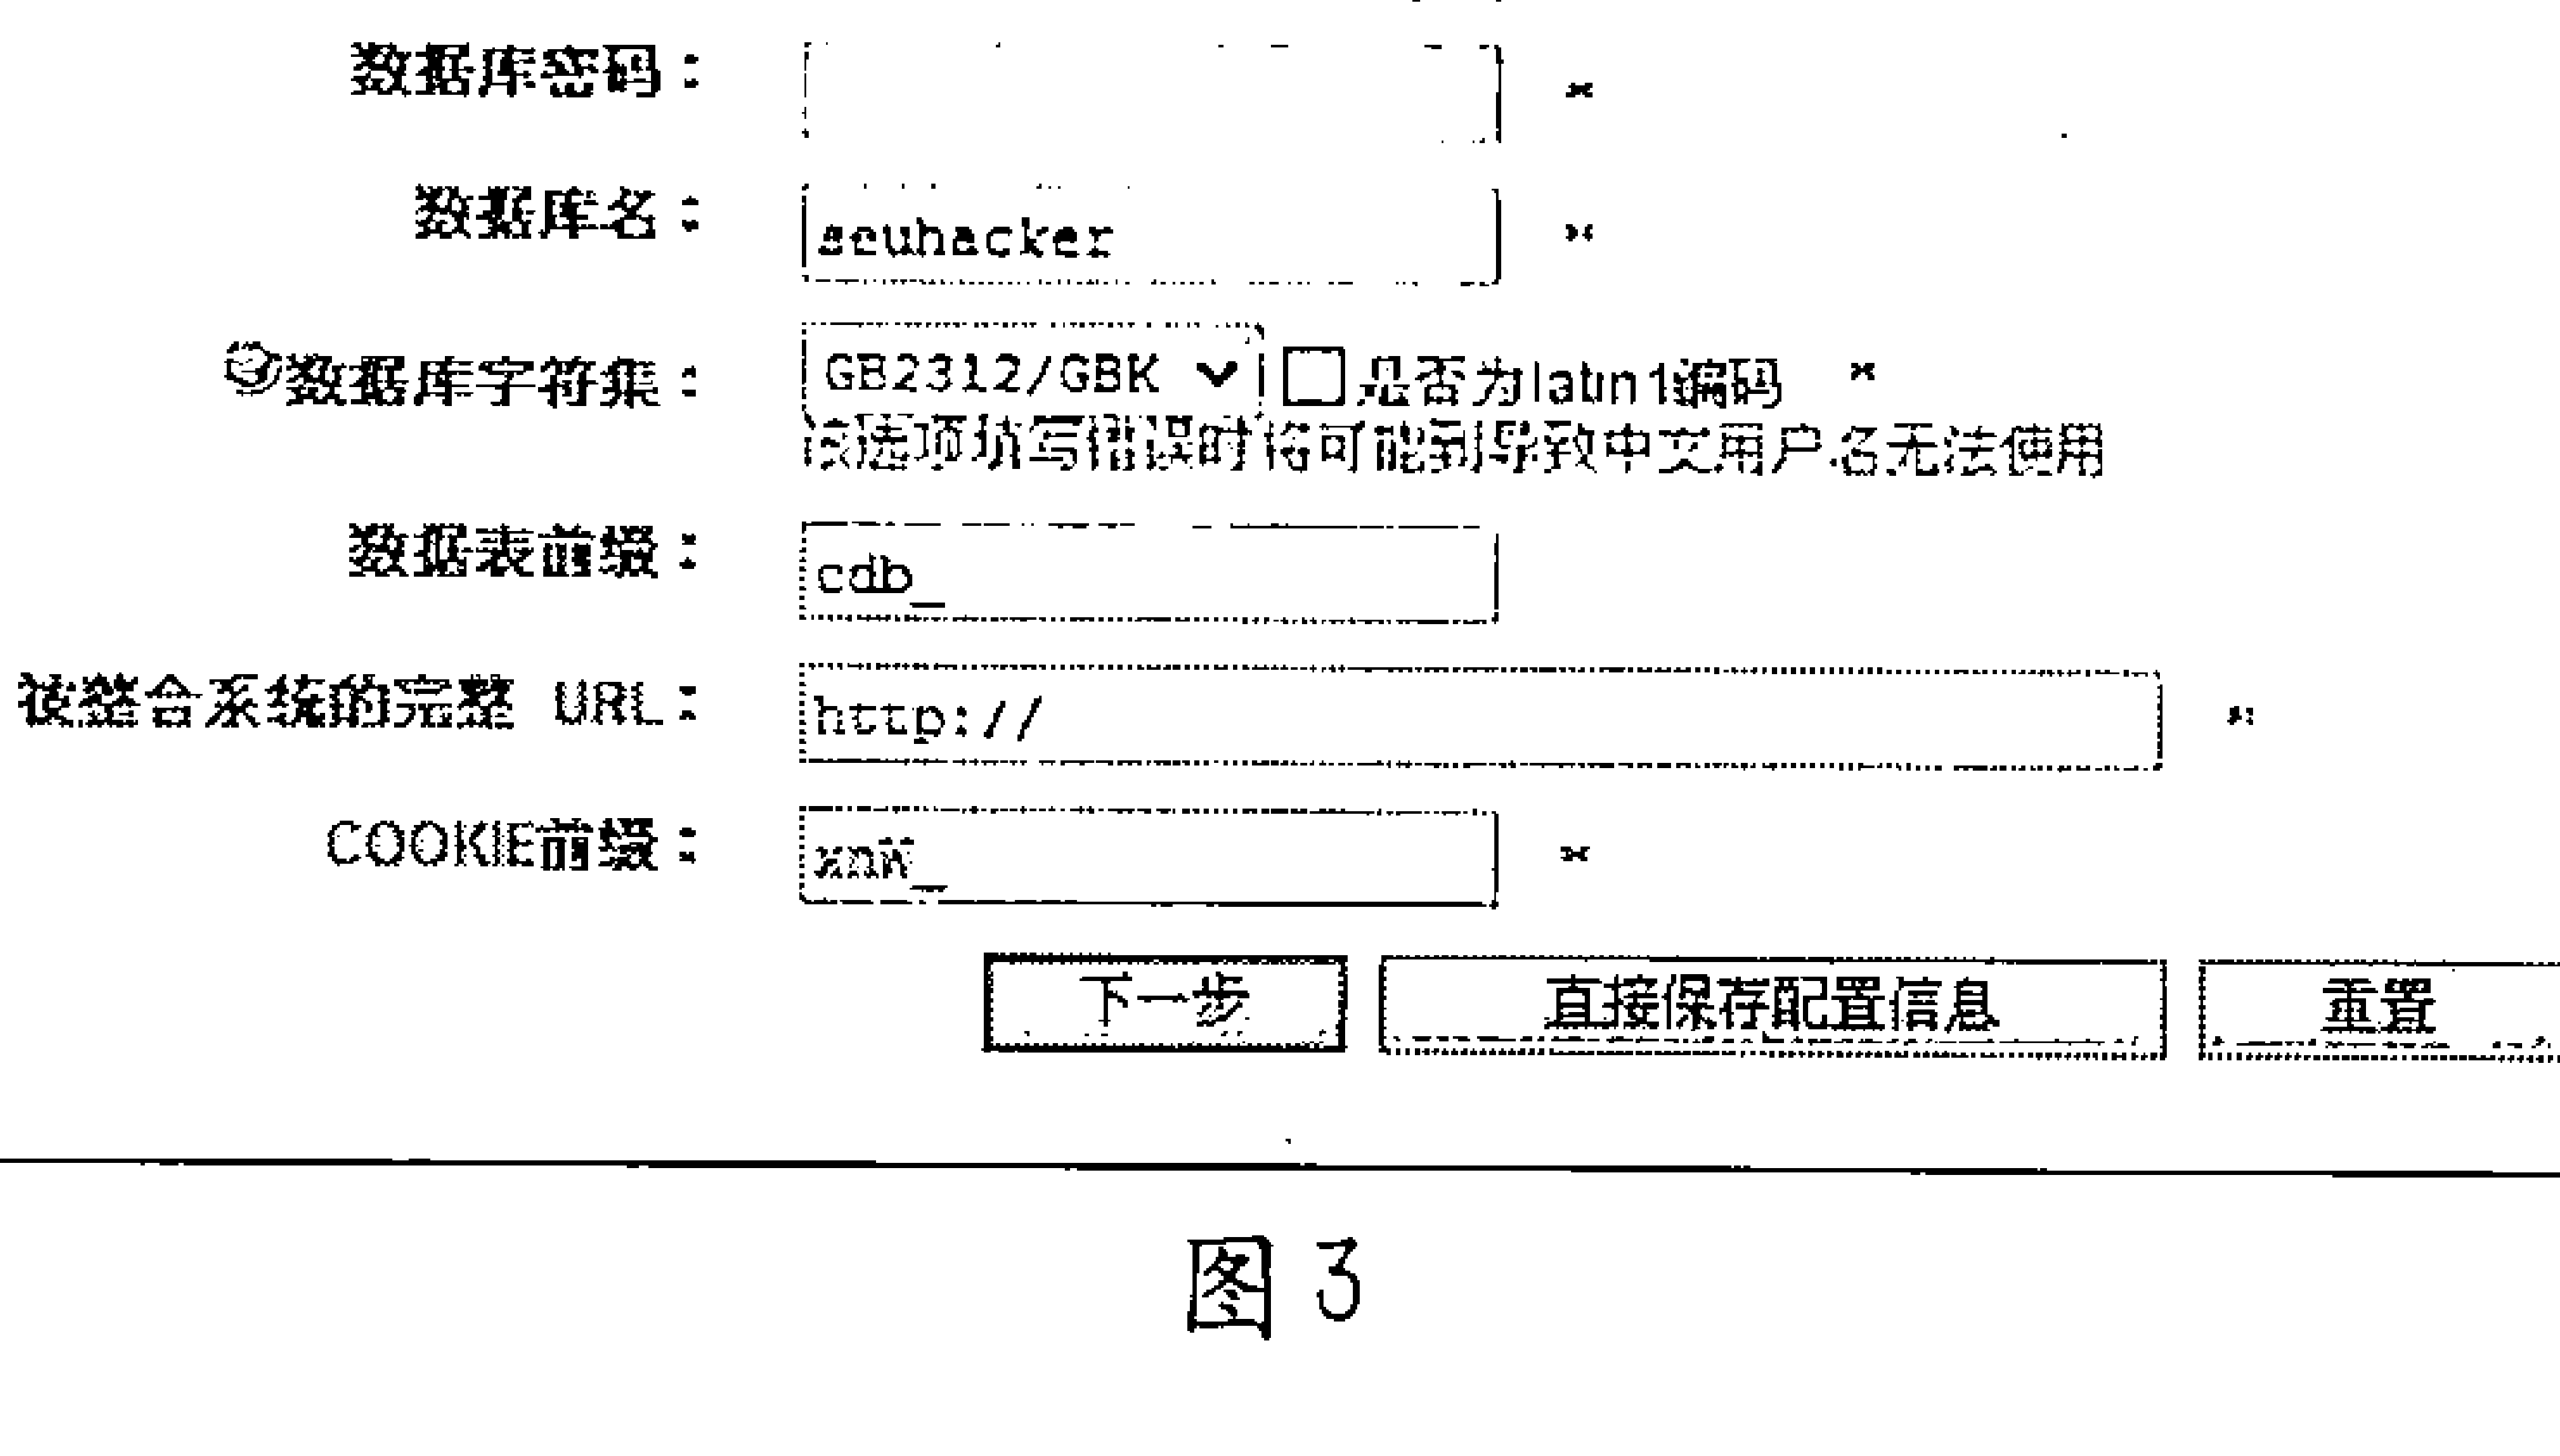 数据库密码： *
数据库名： seuhacker *
数据库字符集： GB2312/GBK 是否为latin1编码 *
该选项填写错误时将可能到导致中文用户名无法使用
数据表前缀： cdb_
被整合系统的完整 URL： http:// *
COOKIE前缀： xnW_ *
下一步 直接保存配置信息 重置
图 3